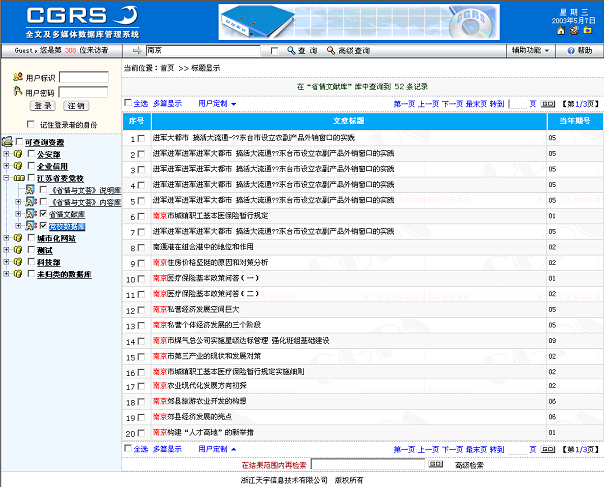 CGRS
全文及多媒体数据库管理系统
星 期 三
2003年5月7日
Guest，您是第 308 位来访者
南京
查 询
高级查询
辅助功能
帮助
用户标识
用户密码
登 录 注 销
记住登录者的身份
可查询资源
公安部
企业信用
江苏省委党校
《省情与文荟》说明库
《省情与文荟》内容库
省情文献库
城市化网站
测试
科技部
未归类的数据库
当前位置：首页 >> 标题显示
在“省情文献库”库中查询到 52 条记录
全选 多篇显示 用户定制 第一页 上一页 下一页 最末页 转到 页 GO 【第1/3页】
序号 文章标题 当年期号
1 进军大都市 搞活大流通-??东台市设立农副产品外销窗口的实践 05
2 进军进军进军进军大都市 搞活大流通??东台市设立农副产品外销窗口的实践 05
3 进军进军进军进军大都市 搞活大流通??东台市设立农副产品外销窗口的实践 05
4 进军进军进军进军大都市 搞活大流通??东台市设立农副产品外销窗口的实践 05
5 进军进军进军进军大都市 搞活大流通??东台市设立农副产品外销窗口的实践 05
6 南京市城镇职工基本医保险暂行规定 01
7 进军进军进军进军大都市 搞活大流通??东台市设立农副产品外销窗口的实践 05
8 南通港在组合港中的地位和作用 02
9 南京住房价格坚挺的原因和对策分析 02
10 南京医疗保险基本政策问答（一） 01
11 南京医疗保险基本政策问答（二） 02
12 南京私营经济发展空间巨大 05
13 南京私营个体经济发展的三个阶段 05
14 南京市煤气总公司实施星级达标管理 强化班组基础建设 09
15 南京市第三产业的现状和发展对策 02
16 南京市城镇职工基本医疗保险暂行规定实施细则 02
17 南京农业现代化发展方向初探 02
18 南京郊县旅游农业开发的构想 06
19 南京郊县经济发展的亮点 06
20 南京构建“人才高地”的新举措 01
全选 多篇显示 用户定制 第一页 上一页 下一页 最末页 转到 页 GO 【第1/3页】
在结果范围内再检索 GO 高级检索
浙江天宇信息技术有限公司 版权所有